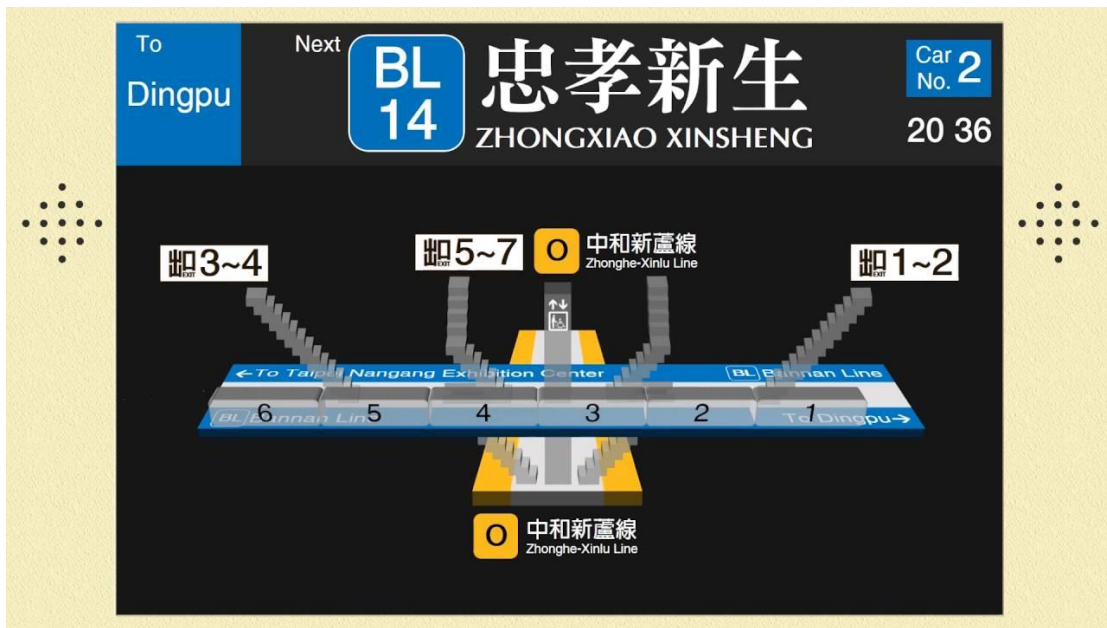 To
Dingpu
Next
BL
14
忠孝新生
ZHONGXIAO XINSHENG
Car
No. 2
20 36
出口 EXIT 3~4
出口 EXIT 5~7
O
中和新蘆線
Zhonghe-Xinlu Line
出口 EXIT 1~2
←To Taipei Nangang Exhibition Center
BL Bannan Line
6
5
4
3
2
1
BL Bannan Line
To Dingpu→
O
中和新蘆線
Zhonghe-Xinlu Line